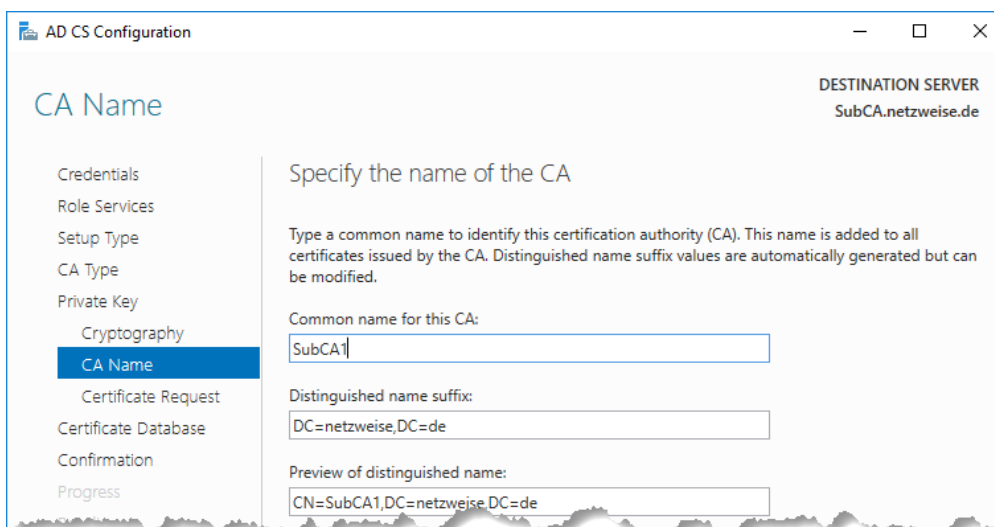 AD CS Configuration
CA Name
DESTINATION SERVER
SubCA.netzweise.de
Credentials
Role Services
Setup Type
CA Type
Private Key
Cryptography
CA Name
Certificate Request
Certificate Database
Confirmation
Progress
Specify the name of the CA
Type a common name to identify this certification authority (CA). This name is added to all
certificates issued by the CA. Distinguished name suffix values are automatically generated but can
be modified.
Common name for this CA:
SubCA1
Distinguished name suffix:
DC=netzweise,DC=de
Preview of distinguished name:
CN=SubCA1,DC=netzweise,DC=de